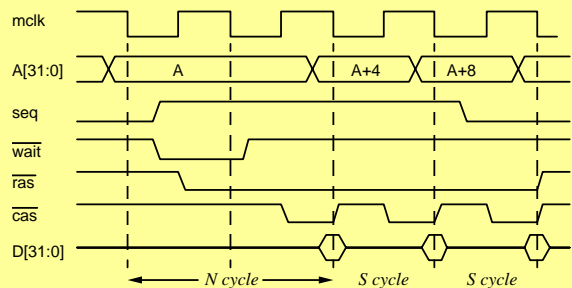 mclk
A[31:0]
A
A+4
A+8
seq
wait
ras
cas
D[31:0]
N cycle
S cycle
S cycle